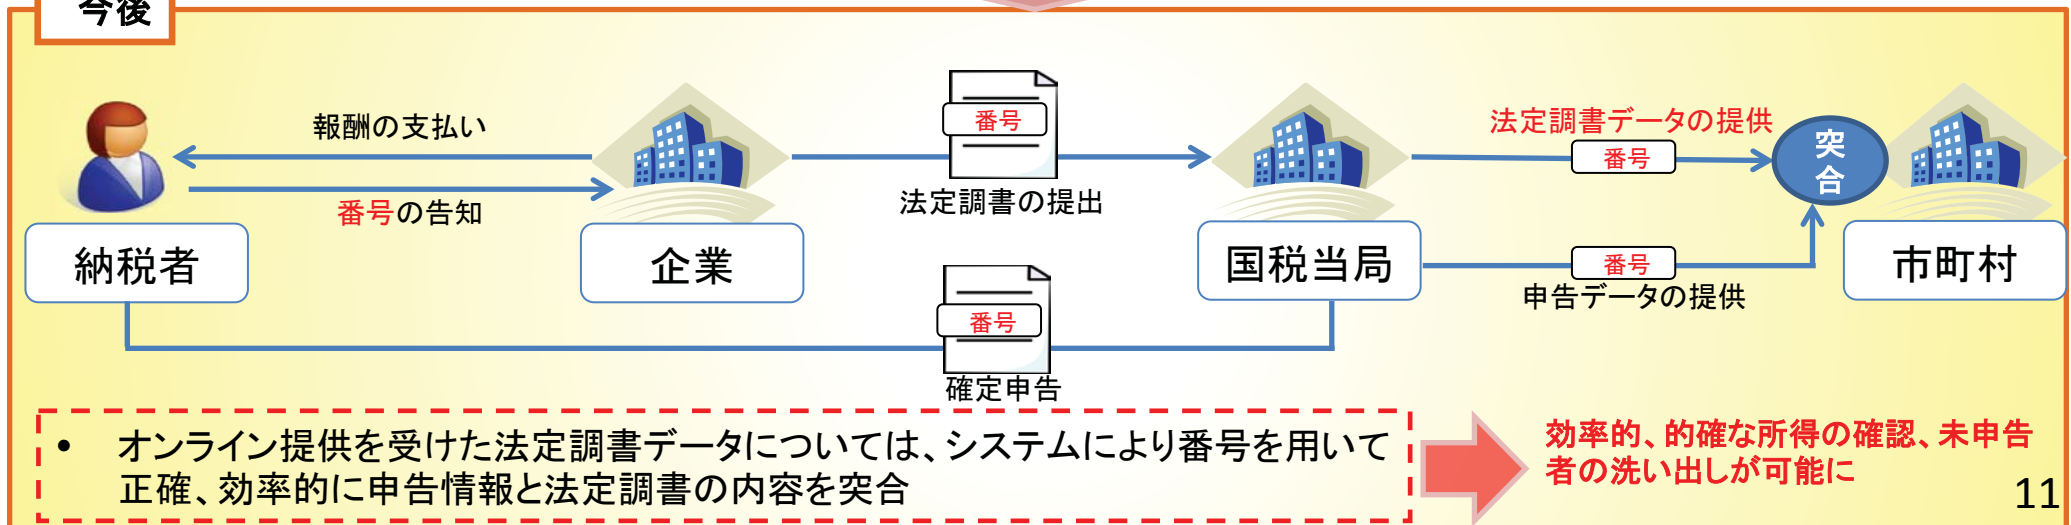 今後
報酬の支払い
番号の告知
納税者
企業
番号
法定調書の提出
番号
確定申告
国税当局
法定調書データの提供
番号
番号
申告データの提供
突
合
市町村
• オンライン提供を受けた法定調書データについては、システムにより番号を用いて
正確、効率的に申告情報と法定調書の内容を突合
効率的、的確な所得の確認、未申告
者の洗い出しが可能に
11